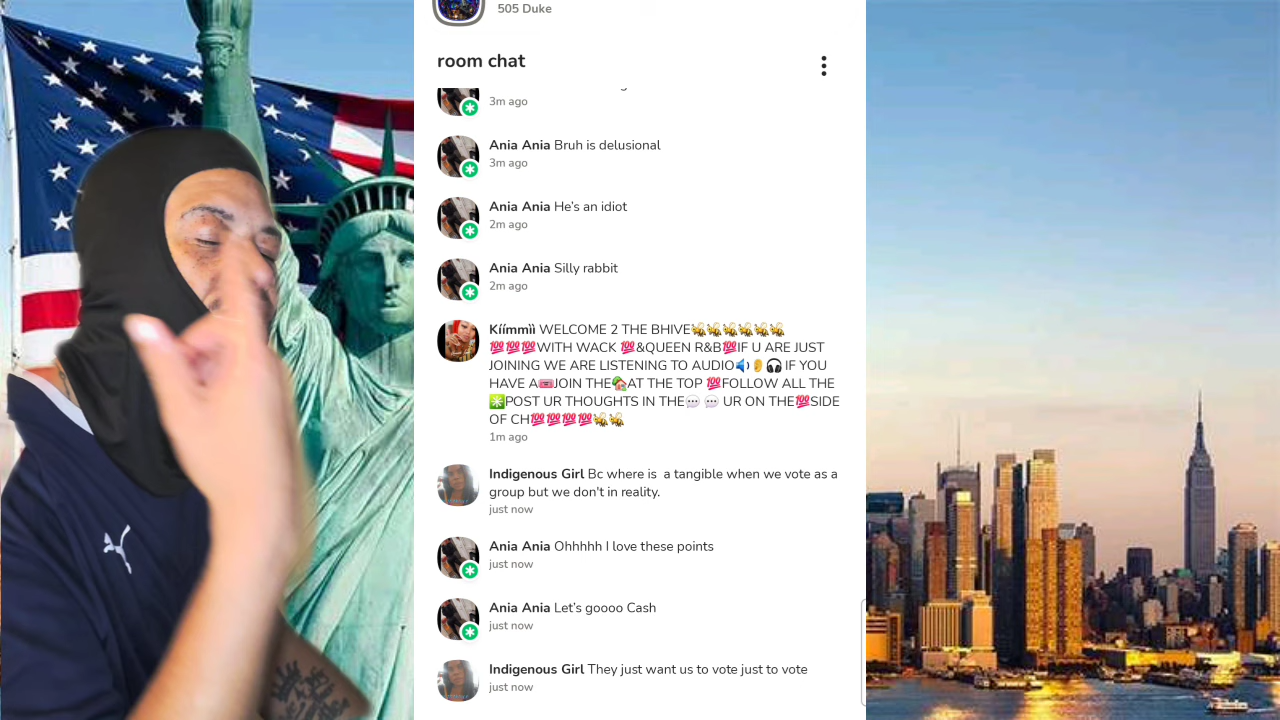 505 Duke
room chat
3m ago
Ania Ania Bruh is delusional
3m ago
Ania Ania He's an idiot
2m ago
Ania Ania Silly rabbit
2m ago
Kíímmìì WELCOME 2 THE BHIVE🐝🐝🐝🐝🐝🐝
💯💯💯WITH WACK 💯&QUEEN R&B💯IF U ARE JUST
JOINING WE ARE LISTENING TO AUDIO🔊👂🎧 IF YOU
HAVE A🎟️JOIN THE🏡AT THE TOP 💯FOLLOW ALL THE
✳️POST UR THOUGHTS IN THE💬 💬 UR ON THE💯SIDE
OF CH💯💯💯💯🐝🐝
1m ago
Indigenous Girl Bc where is  a tangible when we vote as a
group but we don't in reality.
just now
Ania Ania Ohhhhh I love these points
just now
Ania Ania Let's goooo Cash
just now
Indigenous Girl They just want us to vote just to vote
just now